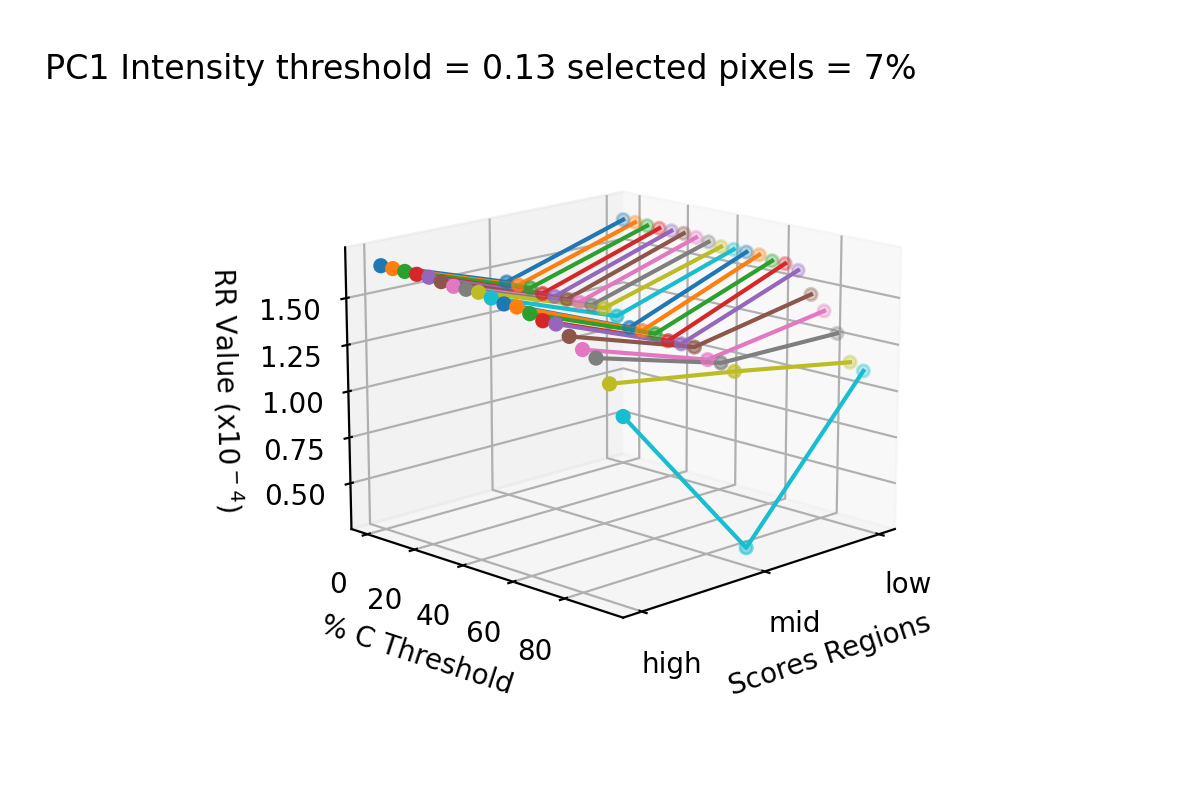 PC1 Intensity threshold = 0.13 selected pixels = 7%
RR Value (x10⁻⁴)
1.50
1.25
1.00
0.75
0.50
0
20
40
60
80
% C Threshold
high
mid
low
Scores Regions